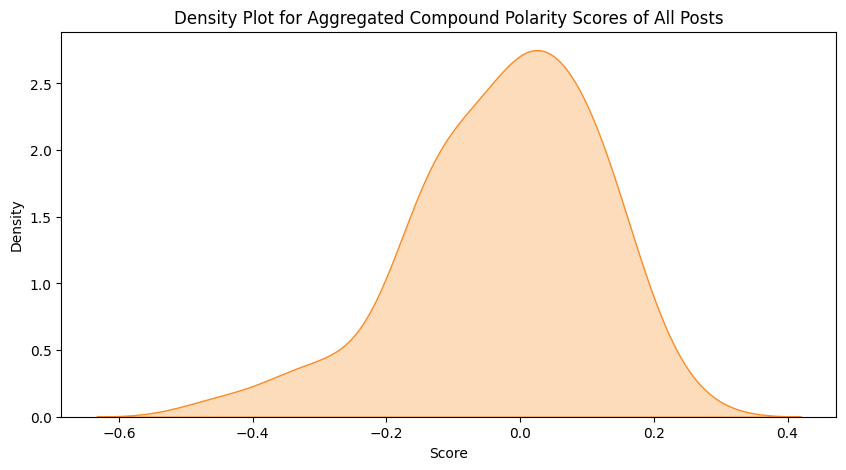 Density Plot for Aggregated Compound Polarity Scores of All Posts
Density
2.5
2.0
1.5
1.0
0.5
0.0
−0.6 −0.4 −0.2 0.0 0.2 0.4
Score